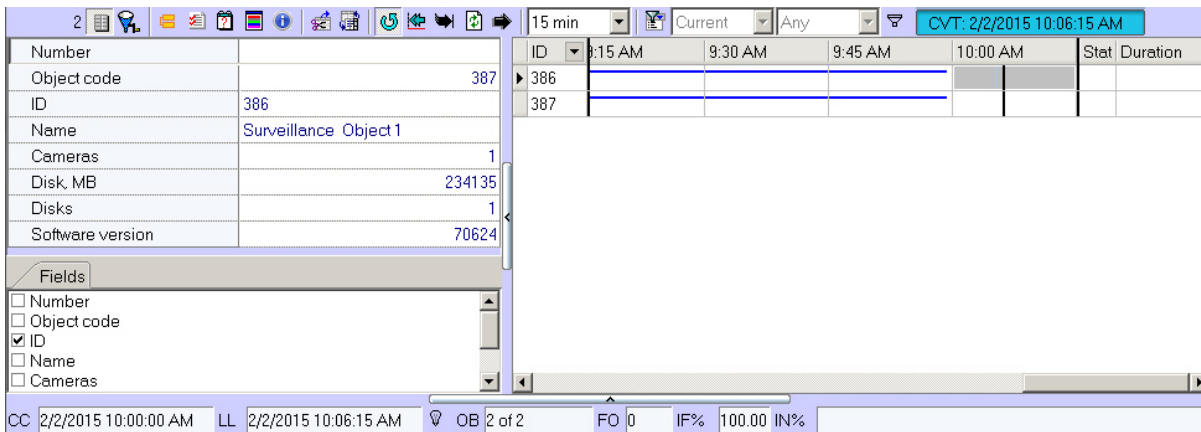 2 15 min Current Any CVT: 2/2/2015 10:06:15 AM
Number
Object code 387
ID 386
Name Surveillance Object 1
Cameras 1
Disk, MB 234135
Disks 1
Software version 70624
Fields
Number
Object code
ID
Name
Cameras
ID 9:15 AM 9:30 AM 9:45 AM 10:00 AM Stat Duration
386
387
CC 2/2/2015 10:00:00 AM LL 2/2/2015 10:06:15 AM OB 2 of 2 FO 0 IF% 100.00 IN%